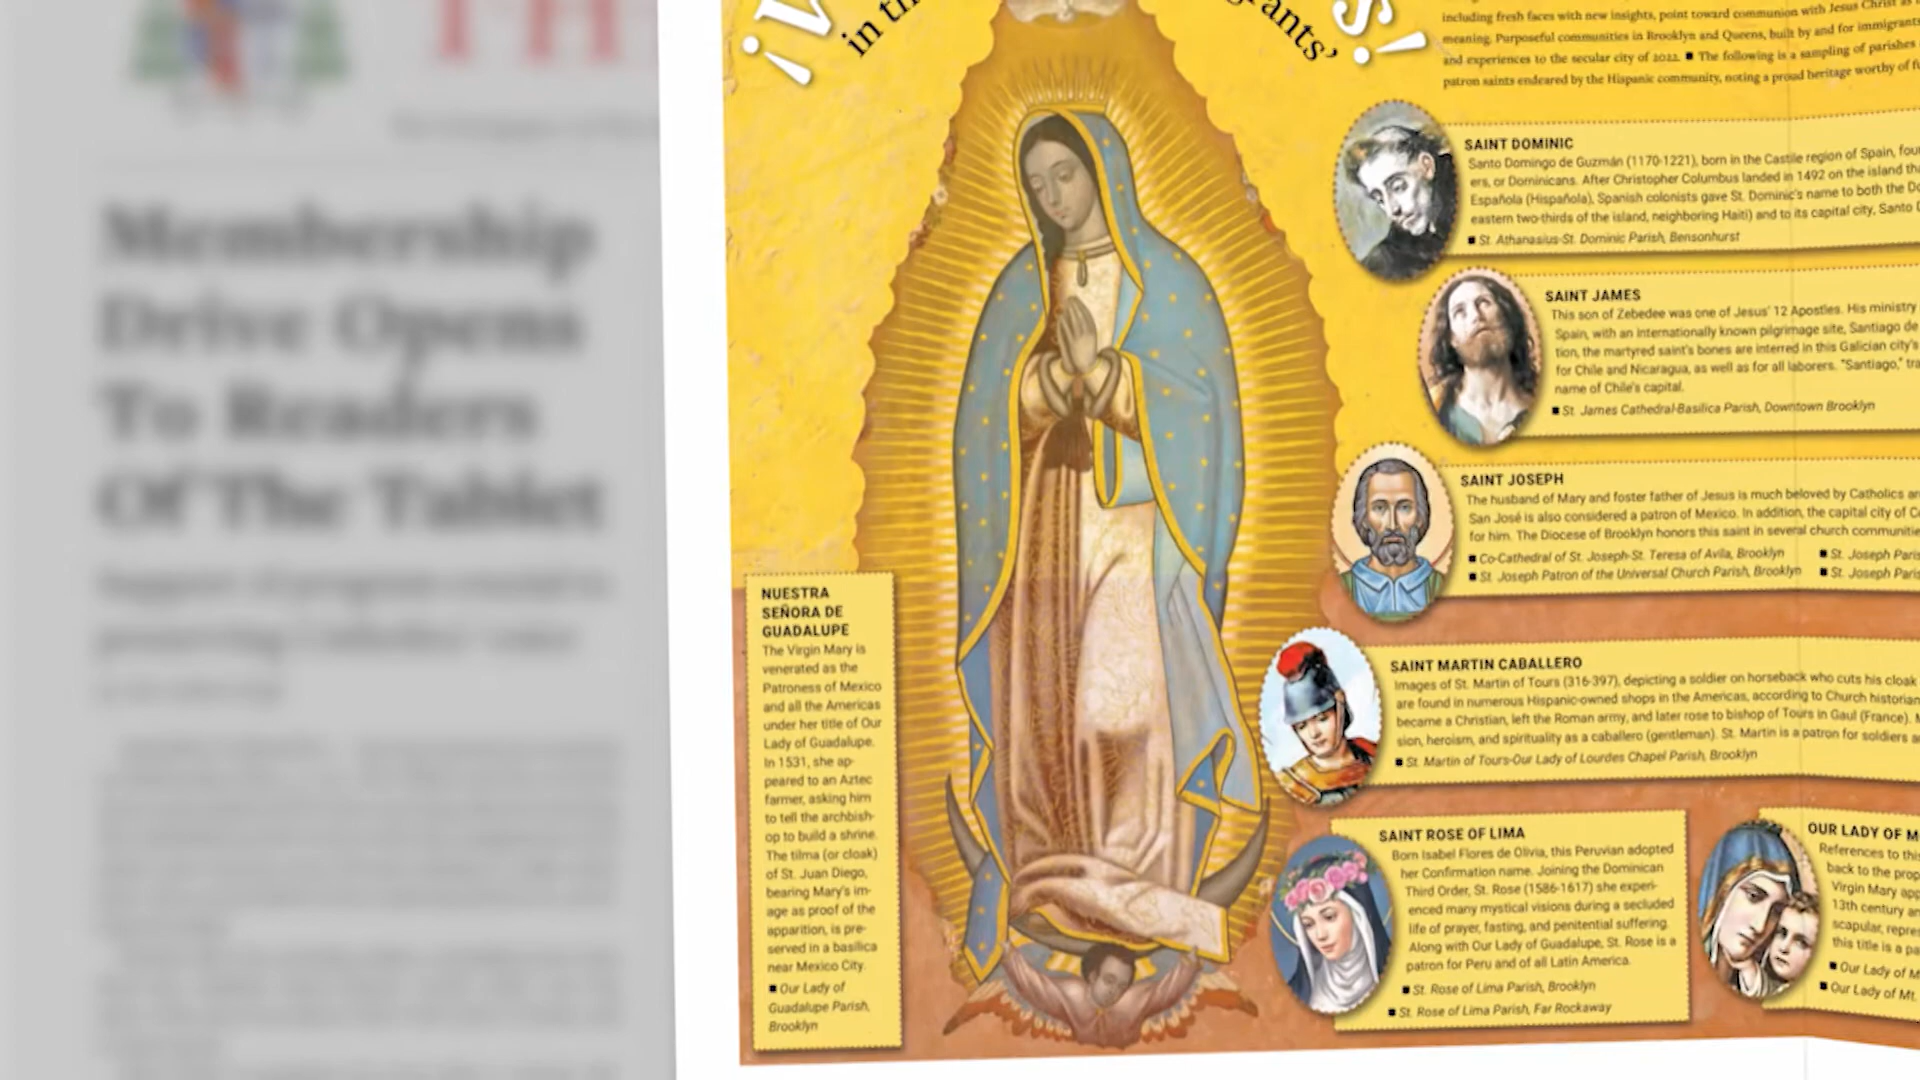 TH
Membership
Drive Opens
To Readers
Of The Tablet
¡V
S!
in th
grants’
including fresh faces with new insights, point toward communion with Jesus Christ as
meaning. Purposeful communities in Brooklyn and Queens, built by and for immigrants
and experiences to the secular city of 2022. ■ The following is a sampling of parishes
patron saints endeared by the Hispanic community, noting a proud heritage worthy of fu
SAINT DOMINIC
Santo Domingo de Guzmán (1170-1221), born in the Castile region of Spain, fou
ers, or Dominicans. After Christopher Columbus landed in 1492 on the island tha
Española (Hispañola), Spanish colonists gave St. Dominic's name to both the Do
eastern two-thirds of the island, neighboring Haiti) and to its capital city, Santo D
■ St. Athanasius-St. Dominic Parish, Bensonhurst
SAINT JAMES
This son of Zebedee was one of Jesus' 12 Apostles. His ministry
Spain, with an internationally known pilgrimage site, Santiago de
tion, the martyred saint's bones are interred in this Galician city's
for Chile and Nicaragua, as well as for all laborers. "Santiago," tra
name of Chile's capital.
■ St. James Cathedral-Basilica Parish, Downtown Brooklyn
SAINT JOSEPH
The husband of Mary and foster father of Jesus is much beloved by Catholics an
San José is also considered a patron of Mexico. In addition, the capital city of Co
for him. The Diocese of Brooklyn honors this saint in several church communitie
■ Co-Cathedral of St. Joseph-St. Teresa of Avila, Brooklyn ■ St. Joseph Paris
■ St. Joseph Patron of the Universal Church Parish, Brooklyn ■ St. Joseph Paris
NUESTRA
SEÑORA DE
GUADALUPE
The Virgin Mary is
venerated as the
Patroness of Mexico
and all the Americas
under her title of Our
Lady of Guadalupe.
In 1531, she ap-
peared to an Aztec
farmer, asking him
to tell the archbish-
op to build a shrine.
The tilma (or cloak)
of St. Juan Diego,
bearing Mary's im-
age as proof of the
apparition, is pre-
served in a basilica
near Mexico City.
■ Our Lady of
Guadalupe Parish,
Brooklyn
SAINT MARTIN CABALLERO
Images of St. Martin of Tours (316-397), depicting a soldier on horseback who cuts his cloak
are found in numerous Hispanic-owned shops in the Americas, according to Church historian
became a Christian, left the Roman army, and later rose to bishop of Tours in Gaul (France). M
sion, heroism, and spirituality as a caballero (gentleman). St. Martin is a patron for soldiers a
■ St. Martin of Tours-Our Lady of Lourdes Chapel Parish, Brooklyn
SAINT ROSE OF LIMA
Born Isabel Flores de Olivia, this Peruvian adopted
her Confirmation name. Joining the Dominican
Third Order, St. Rose (1586-1617) she experi-
enced many mystical visions during a secluded
life of prayer, fasting, and penitential suffering.
Along with Our Lady of Guadalupe, St. Rose is a
patron for Peru and of all Latin America.
■ St. Rose of Lima Parish, Brooklyn
■ St. Rose of Lima Parish, Far Rockaway
OUR LADY OF M
References to this
back to the prop
Virgin Mary app
13th century an
scapular, repres
this title is a pa
■ Our Lady of M
■ Our Lady of Mt.